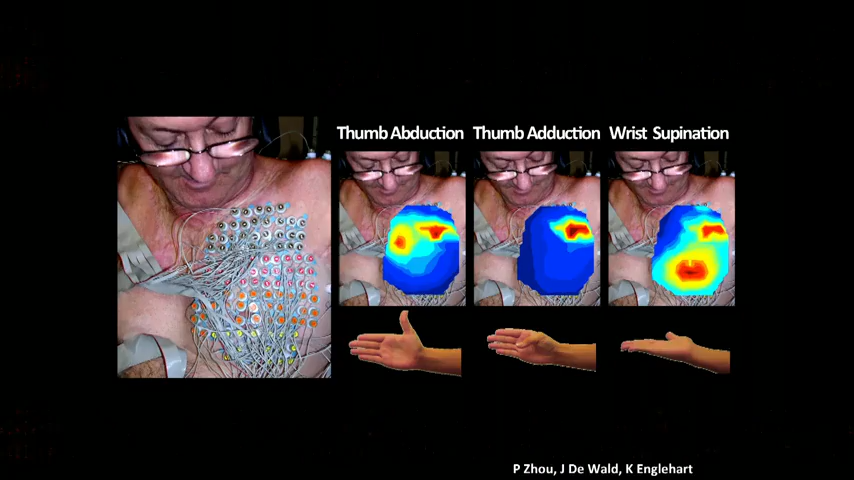 Thumb Abduction Thumb Adduction Wrist Supination
P Zhou, J De Wald, K Englehart